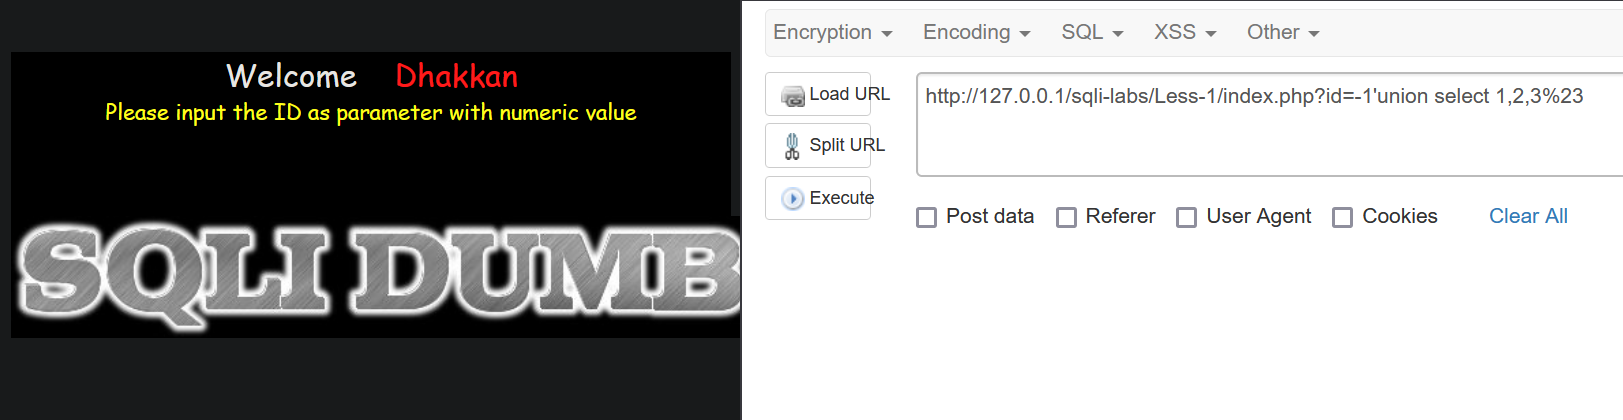 Welcome Dhakkan
Please input the ID as parameter with numeric value
SQLI DUMB
Encryption Encoding SQL XSS Other
Load URL
http://127.0.0.1/sqli-labs/Less-1/index.php?id=-1'union select 1,2,3%23
Split URL
Execute
Post data Referer User Agent Cookies Clear All